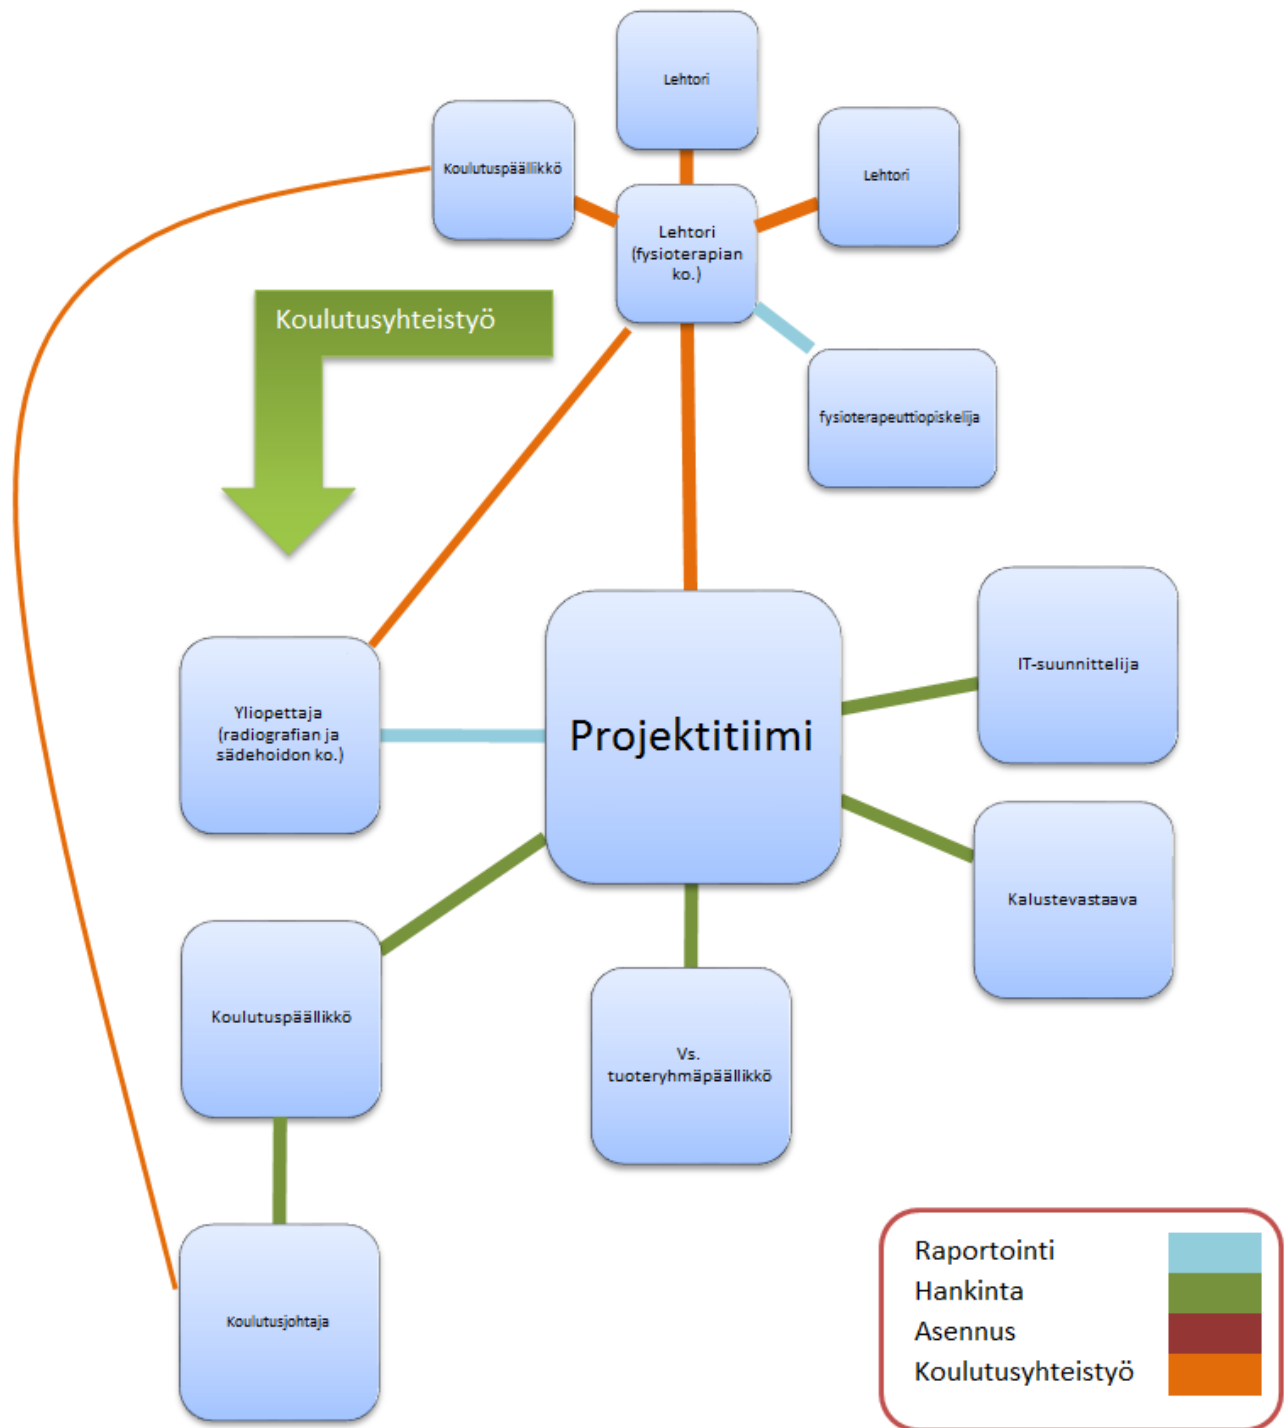 Lehtori
Koulutuspäällikkö
Lehtori
Lehtori
(fysioterapian
ko.)
Koulutusyhteistyö
fysioterapeuttiopiskelija
IT-suunnittelija
Yliopettaja
(radiografian ja
sädehoidon ko.)
Projektitiimi
Kalustevastaava
Koulutuspäällikkö
Vs.
tuoteryhmäpäällikkö
Koulutusjohtaja
Raportointi
Hankinta
Asennus
Koulutusyhteistyö